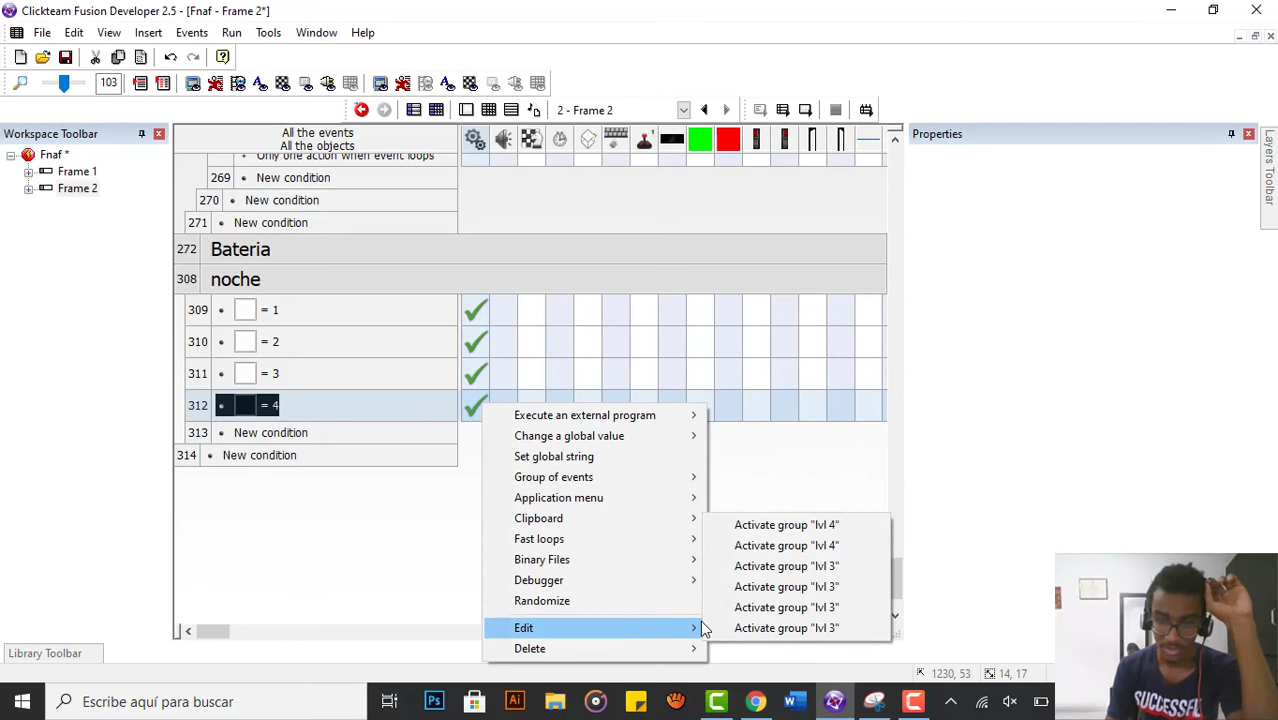 Clickteam Fusion Developer 2.5 - [Fnaf - Frame 2*]
File Edit View Insert Events Run Tools Window Help
103
2 - Frame 2
Workspace Toolbar
Fnaf *
Frame 1
Frame 2
All the events
All the objects
Only one action when event loops
269 • New condition
270 • New condition
271 • New condition
272 Bateria
308 noche
309 • = 1
310 • = 2
311 • = 3
312 • = 4
313 • New condition
314 • New condition
Execute an external program
Change a global value
Set global string
Group of events
Application menu
Clipboard
Fast loops
Binary Files
Debugger
Randomize
Edit
Delete
Activate group "lvl 4"
Activate group "lvl 4"
Activate group "lvl 3"
Activate group "lvl 3"
Activate group "lvl 3"
Activate group "lvl 3"
Properties
Layers Toolbar
Library Toolbar
1230, 53
14, 17
SUCCESSFUL
Escribe aquí para buscar
Ps
Ai